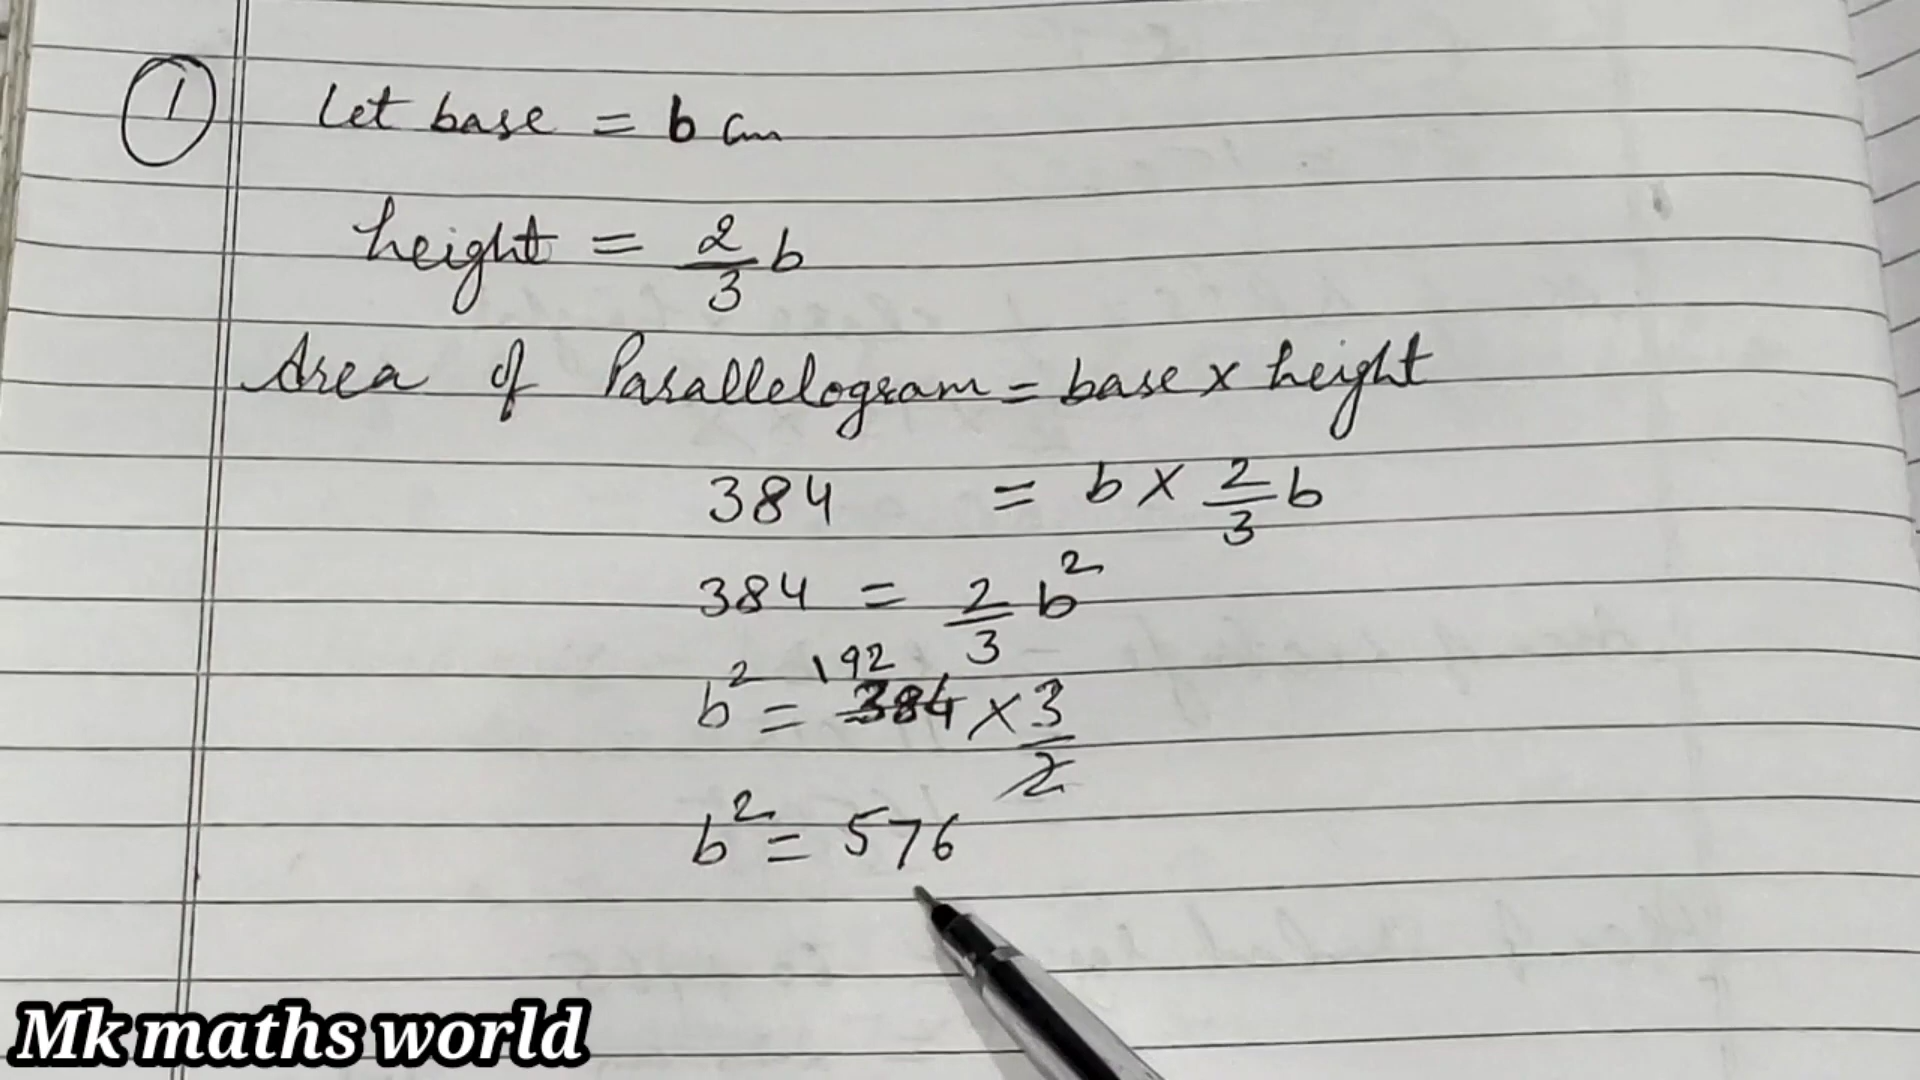 1 Let base = b cm
height = 2/3 b
Area of Parallelogram = base x height
384 = b x 2/3 b
384 = 2/3 b²
192
b² = 384 x 3/2
b² = 576
Mk maths world